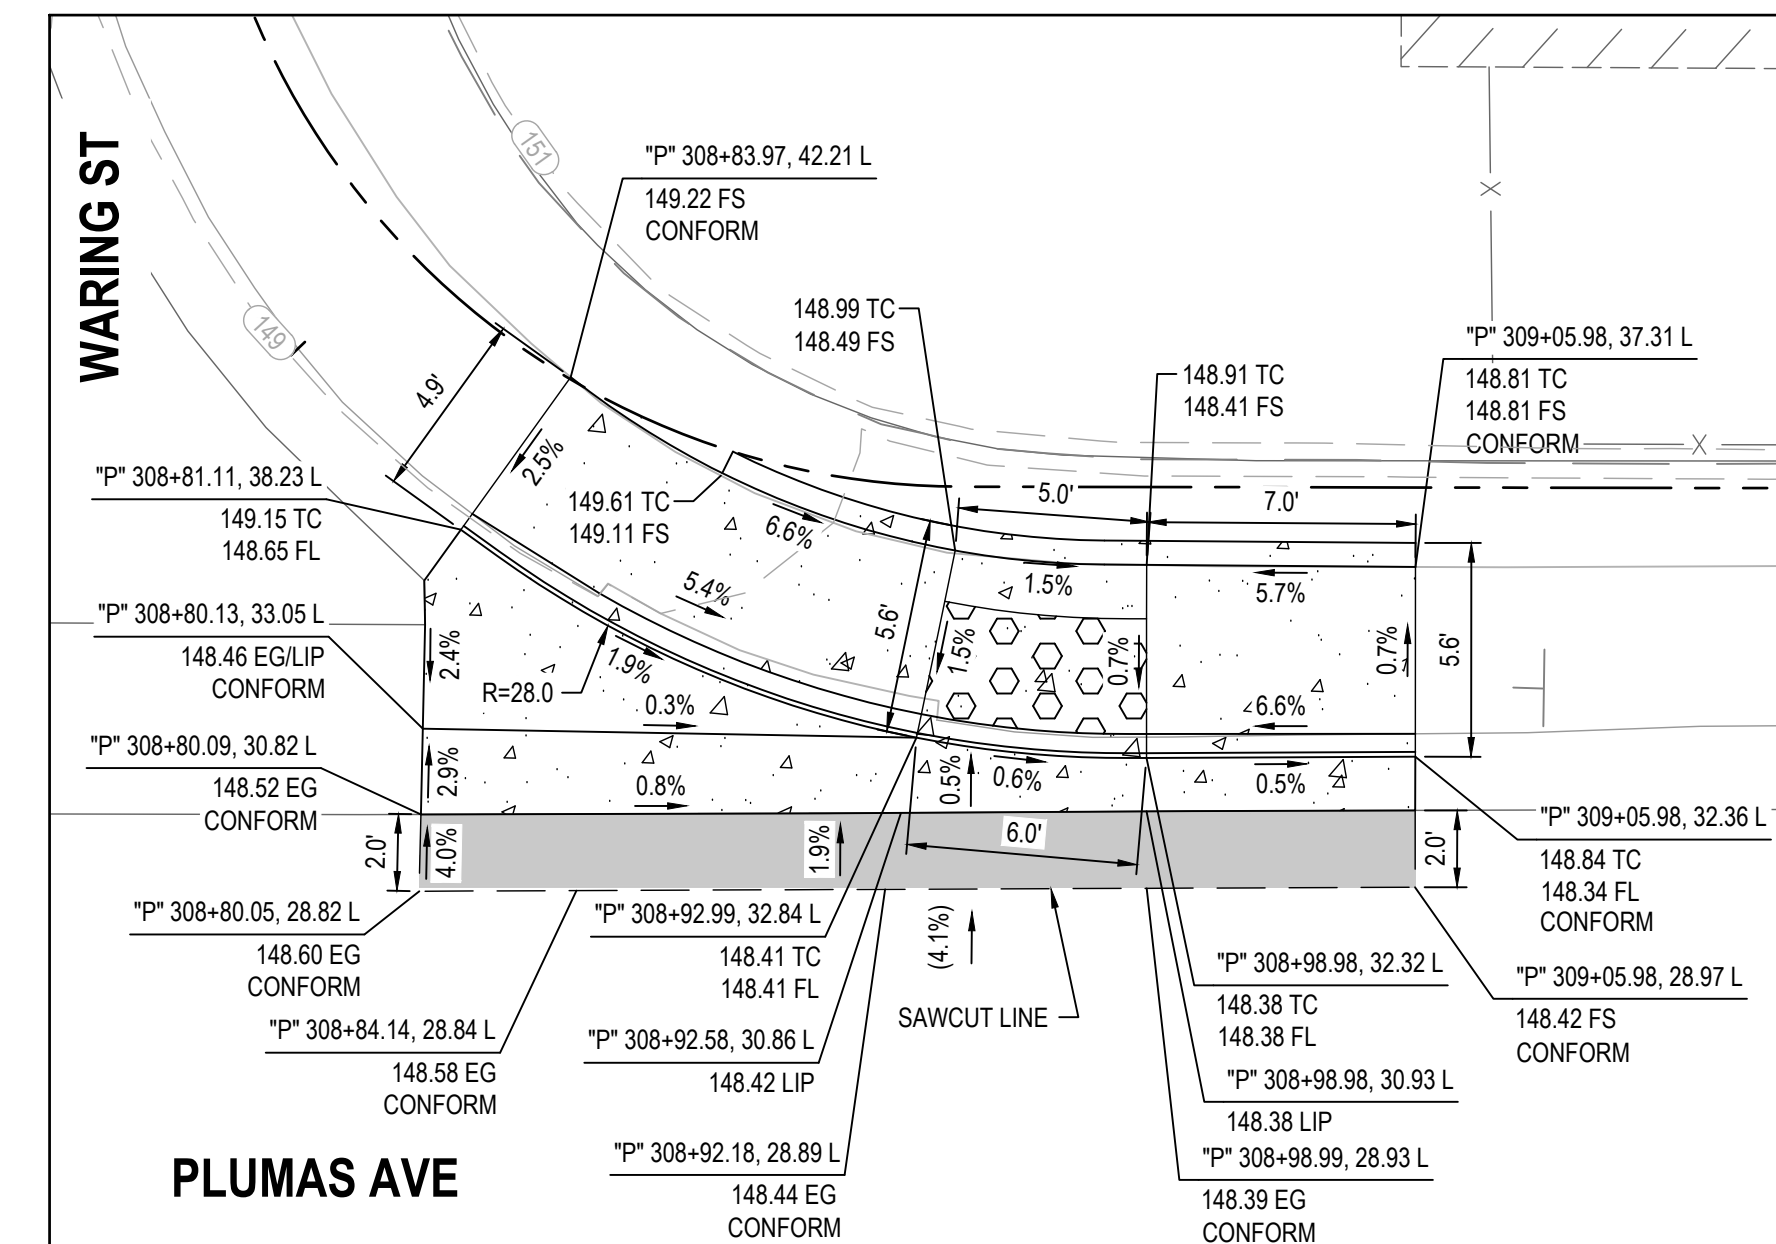 WARING ST
151
149
"P" 308+83.97, 42.21 L
149.22 FS
CONFORM
148.99 TC
148.49 FS
148.91 TC
148.41 FS
"P" 309+05.98, 37.31 L
148.81 TC
148.81 FS
CONFORM
X
X
4.9'
2.5%
"P" 308+81.11, 38.23 L
149.15 TC
148.65 FL
149.61 TC
149.11 FS
6.6%
5.0'
7.0'
5.4%
1.5%
5.7%
5.6'
"P" 308+80.13, 33.05 L
148.46 EG/LIP
CONFORM
2.4%
R=28.0
1.9%
0.3%
1.5%
0.7%
0.7%
5.6'
6.6%
"P" 308+80.09, 30.82 L
148.52 EG
CONFORM
2.9%
0.8%
0.5%
0.6%
0.5%
2.0'
4.0%
1.9%
6.0'
2.0'
"P" 309+05.98, 32.36 L
148.84 TC
148.34 FL
CONFORM
"P" 308+80.05, 28.82 L
148.60 EG
CONFORM
"P" 308+92.99, 32.84 L
148.41 TC
148.41 FL
(4.1%)
SAWCUT LINE
"P" 308+98.98, 32.32 L
148.38 TC
148.38 FL
"P" 309+05.98, 28.97 L
148.42 FS
CONFORM
"P" 308+84.14, 28.84 L
148.58 EG
CONFORM
"P" 308+92.58, 30.86 L
148.42 LIP
"P" 308+98.98, 30.93 L
148.38 LIP
"P" 308+92.18, 28.89 L
148.44 EG
CONFORM
"P" 308+98.99, 28.93 L
148.39 EG
CONFORM
PLUMAS AVE